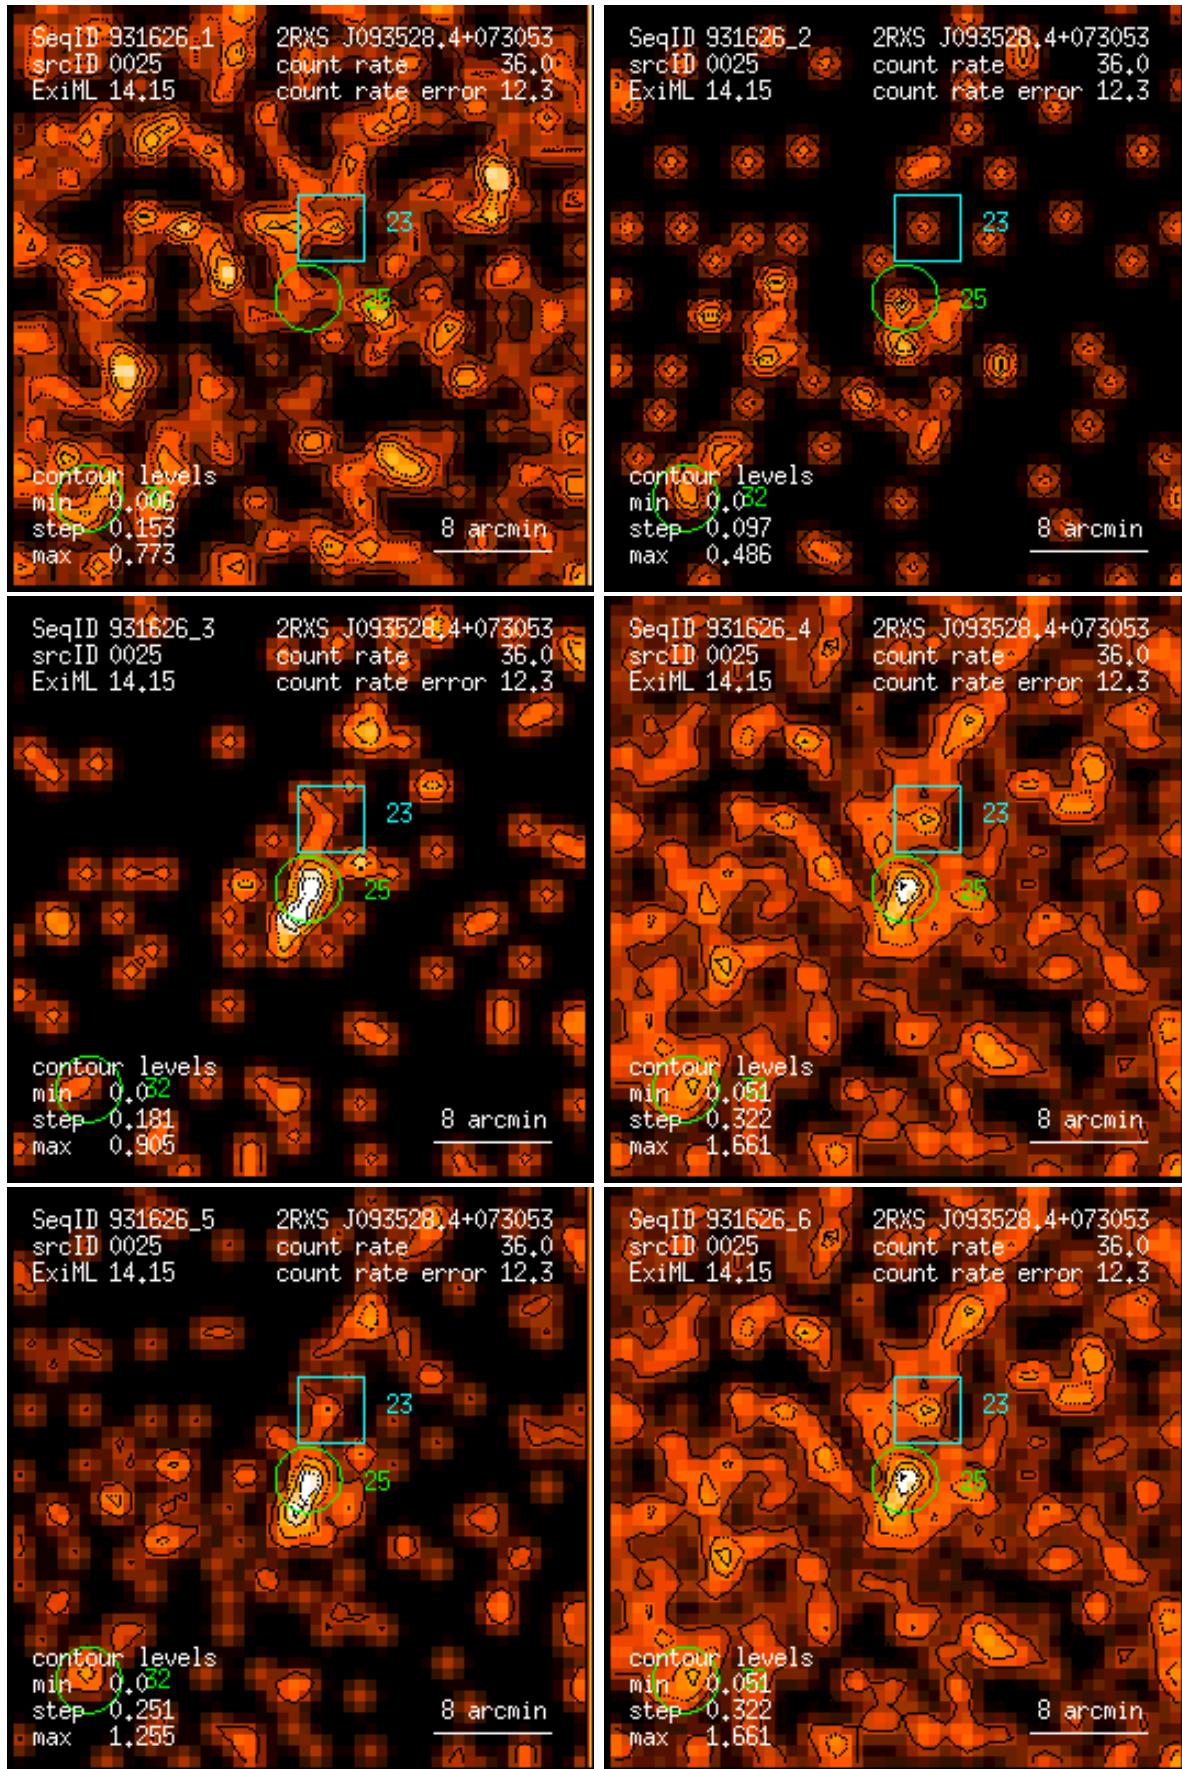 SeqID 931626_1 2RXS J093528.4+073053
srcID 0025 count rate 36.0
ExiML 14.15 count rate error 12.3
23
25
contour levels
min 0.006
step 0.153
max 0.773
8 arcmin
SeqID 931626_2 2RXS J093528.4+073053
srcID 0025 count rate 36.0
ExiML 14.15 count rate error 12.3
23
25
contour levels
min 0.0
32
step 0.097
max 0.486
8 arcmin
SeqID 931626_3 2RXS J093528.4+073053
srcID 0025 count rate 36.0
ExiML 14.15 count rate error 12.3
23
25
contour levels
min 0.0
32
step 0.181
max 0.905
8 arcmin
SeqID 931626_4 2RXS J093528.4+073053
srcID 0025 count rate 36.0
ExiML 14.15 count rate error 12.3
23
25
contour levels
min 0.051
step 0.322
max 1.661
8 arcmin
SeqID 931626_5 2RXS J093528.4+073053
srcID 0025 count rate 36.0
ExiML 14.15 count rate error 12.3
23
25
contour levels
min 0.0
32
step 0.251
max 1.255
8 arcmin
SeqID 931626_6 2RXS J093528.4+073053
srcID 0025 count rate 36.0
ExiML 14.15 count rate error 12.3
23
25
contour levels
min 0.051
step 0.322
max 1.661
8 arcmin